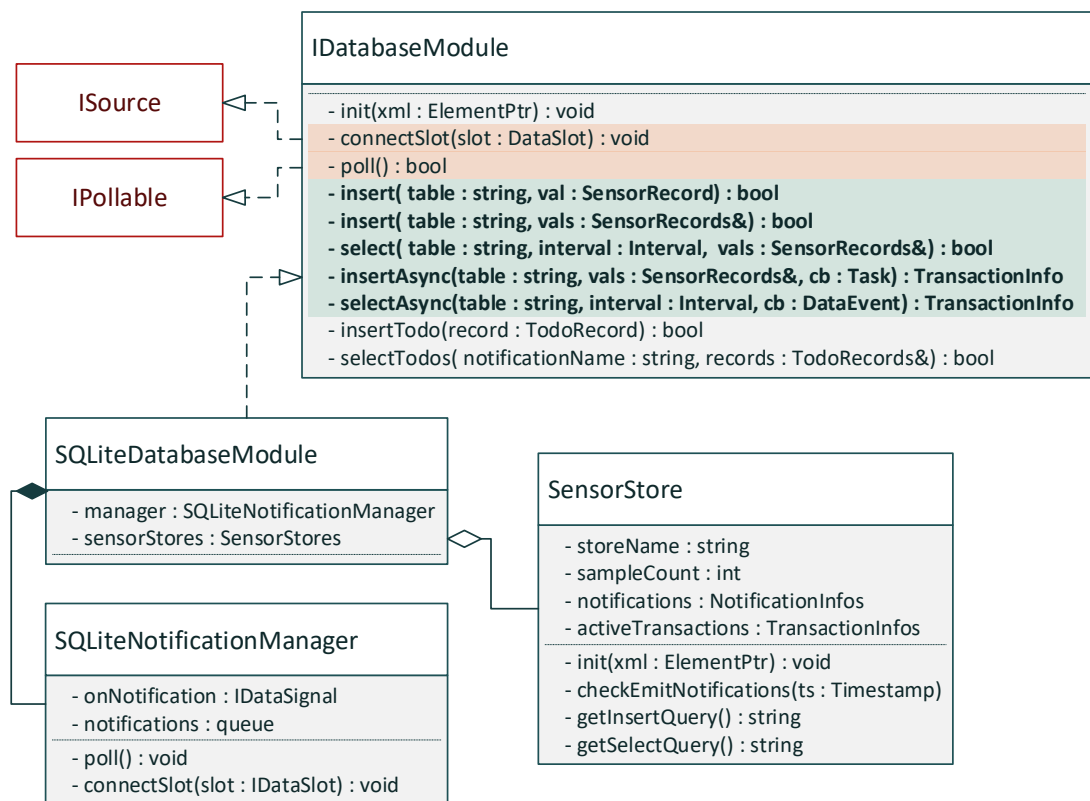 IDatabaseModule
ISource
IPollable
- init(xml : ElementPtr) : void
- connectSlot(slot : DataSlot) : void
- poll() : bool
- insert( table : string, val : SensorRecord) : bool
- insert( table : string, vals : SensorRecords&) : bool
- select( table : string, interval : Interval,  vals : SensorRecords&) : bool
- insertAsync(table : string, vals : SensorRecords&, cb : Task) : TransactionInfo
- selectAsync(table : string, interval : Interval, cb : DataEvent) : TransactionInfo
- insertTodo(record : TodoRecord) : bool
- selectTodos( notificationName : string, records : TodoRecords&) : bool
SQLiteDatabaseModule
- manager : SQLiteNotificationManager
- sensorStores : SensorStores
SensorStore
- storeName : string
- sampleCount : int
- notifications : NotificationInfos
- activeTransactions : TransactionInfos
- init(xml : ElementPtr) : void
- checkEmitNotifications(ts : Timestamp)
- getInsertQuery() : string
- getSelectQuery() : string
SQLiteNotificationManager
- onNotification : IDataSignal
- notifications : queue
- poll() : void
- connectSlot(slot : IDataSlot) : void